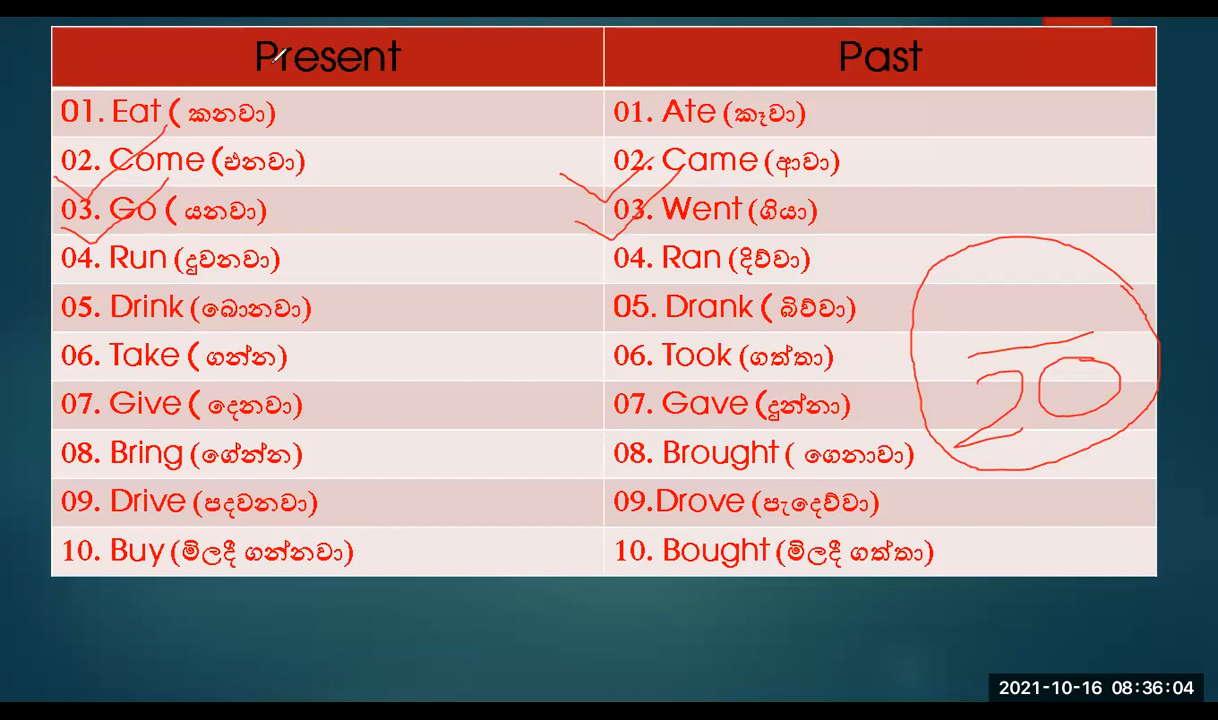 Present Past
01. Eat ( කනවා) 01. Ate (කෑවා)
02. Come (එනවා) 02. Came (ආවා)
03. Go ( යනවා) 03. Went (ගියා)
04. Run (දුවනවා) 04. Ran (දිව්වා)
05. Drink (බොනවා) 05. Drank ( බිව්වා)
06. Take ( ගන්න) 06. Took (ගත්තා)
07. Give ( දෙනවා) 07. Gave (දුන්නා)
08. Bring (ගේන්න) 08. Brought ( ගෙනාවා)
09. Drive (පදවනවා) 09.Drove (පැදෙව්වා)
10. Buy (මිලදී ගන්නවා) 10. Bought (මිලදී ගත්තා)
20
2021-10-16 08:36:04